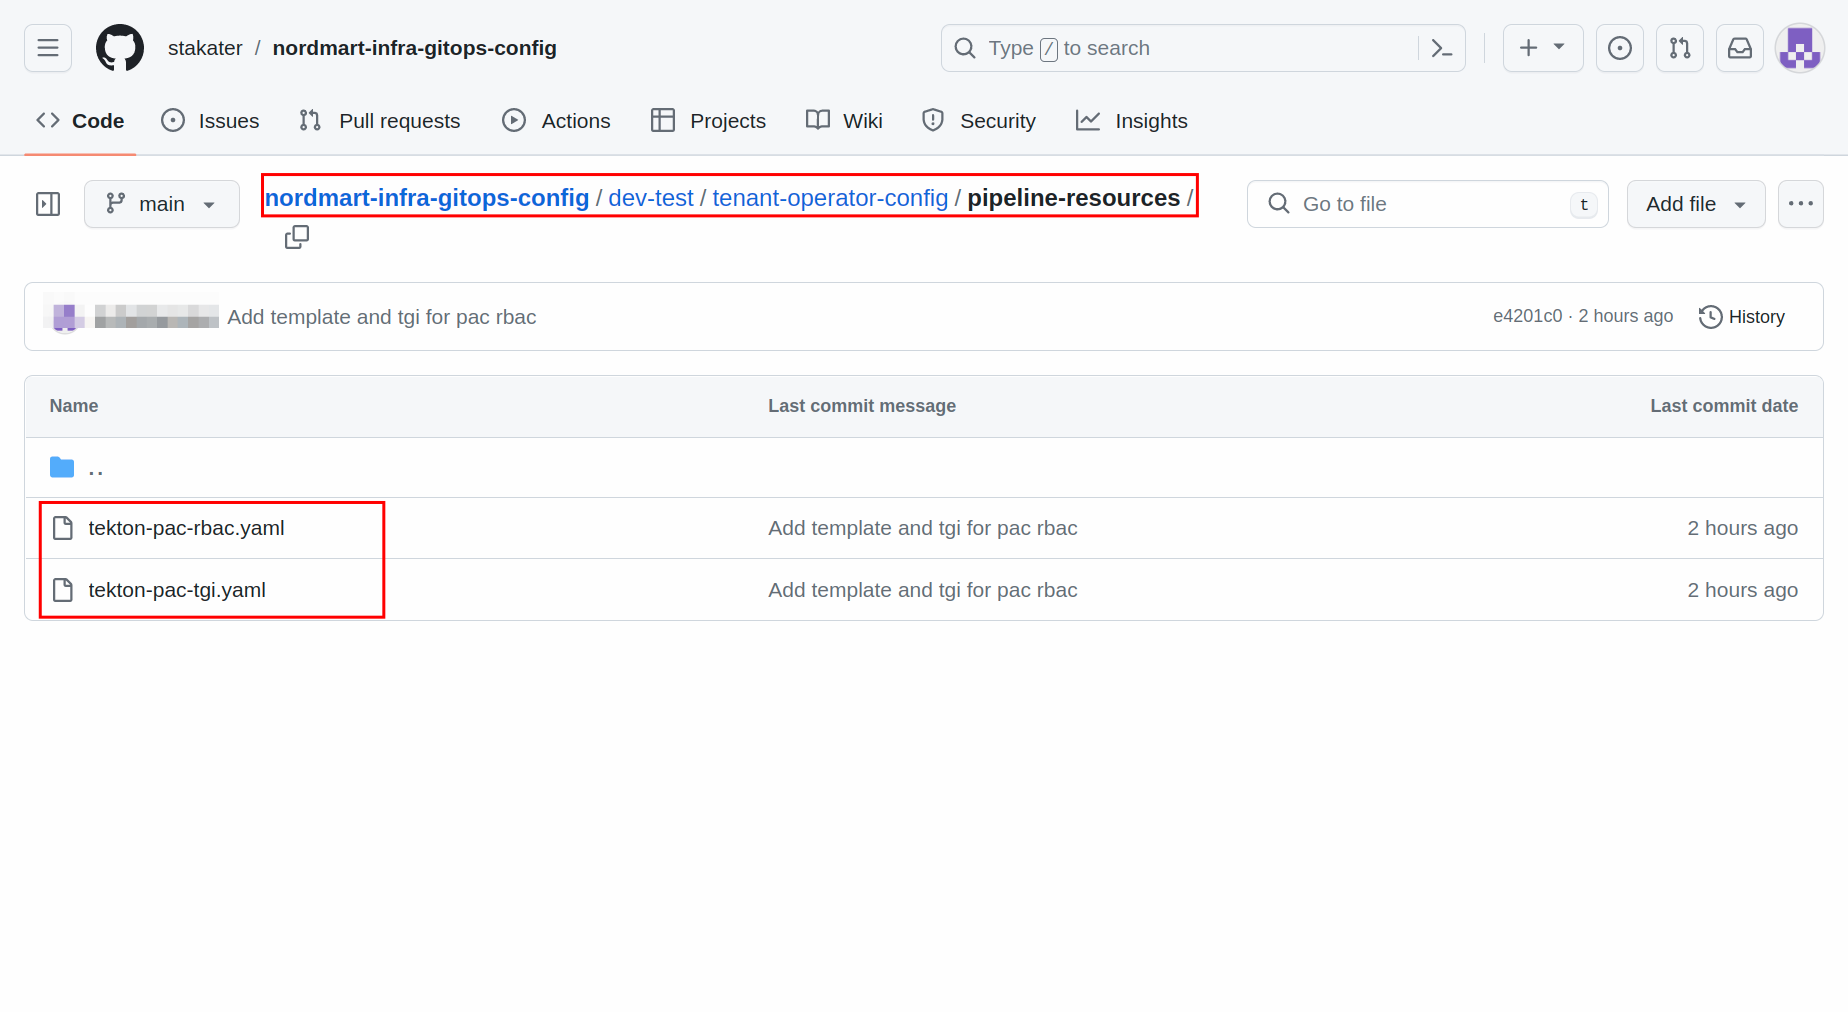 stakater / nordmart-infra-gitops-config
Type / to search
Code Issues Pull requests Actions Projects Wiki Security Insights
main
nordmart-infra-gitops-config / dev-test / tenant-operator-config / pipeline-resources /
Go to file t
Add file
Add template and tgi for pac rbac
e4201c0 · 2 hours ago
History
Name Last commit message Last commit date
..
tekton-pac-rbac.yaml Add template and tgi for pac rbac 2 hours ago
tekton-pac-tgi.yaml Add template and tgi for pac rbac 2 hours ago